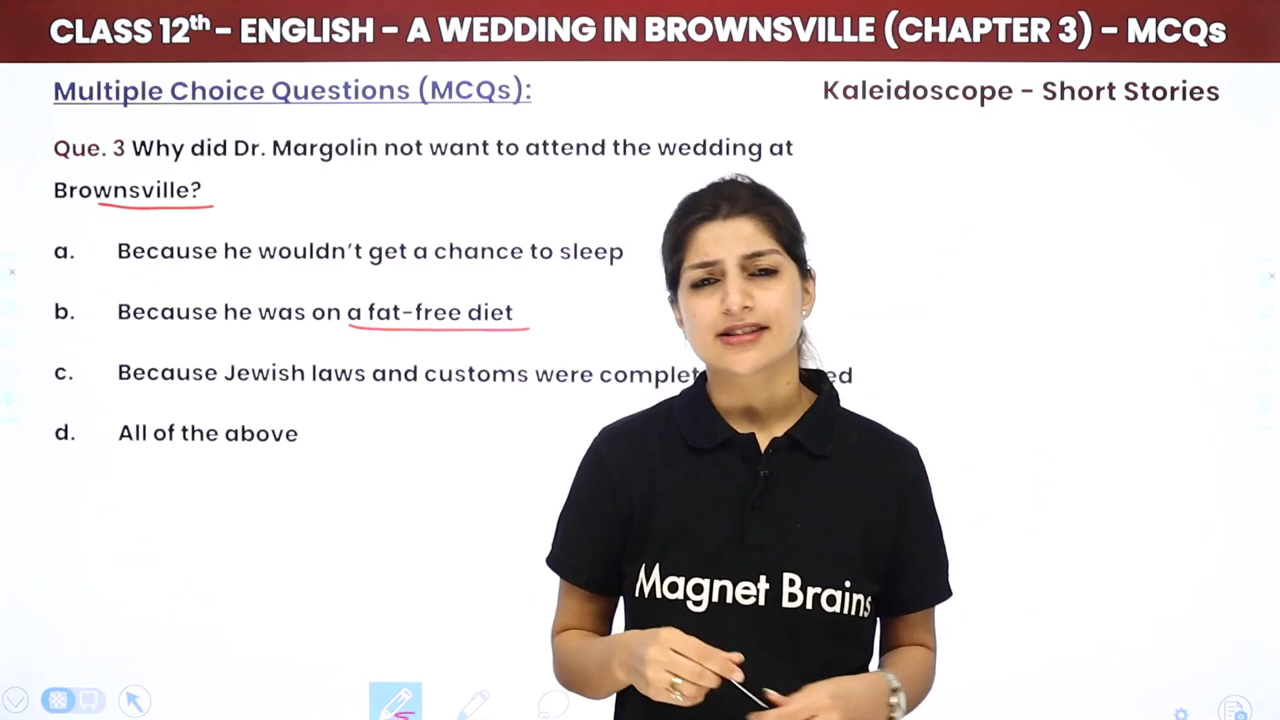 CLASS 12th – ENGLISH – A WEDDING IN BROWNSVILLE (CHAPTER 3) – MCQs
Multiple Choice Questions (MCQs):
Kaleidoscope – Short Stories
Que. 3 Why did Dr. Margolin not want to attend the wedding at
Brownsville?
a. Because he wouldn't get a chance to sleep
b. Because he was on a fat-free diet
c. Because Jewish laws and customs were
d. All of the above
Magnet Brains